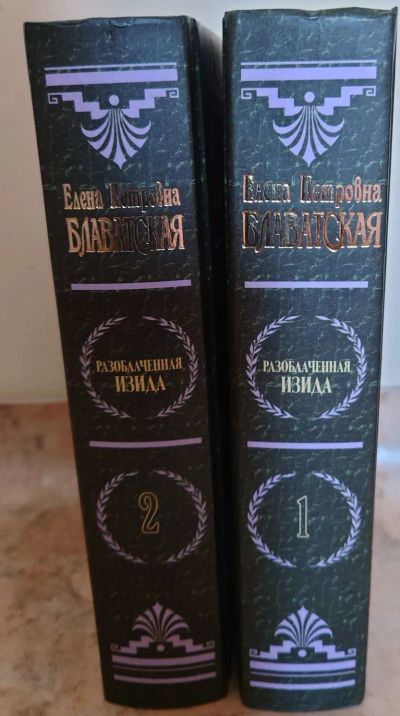 Елена Петровна
БЛАВАТСКАЯ
РАЗОБЛАЧЕННАЯ
ИЗИДА
2
Елена Петровна
БЛАВАТСКАЯ
РАЗОБЛАЧЕННАЯ
ИЗИДА
1